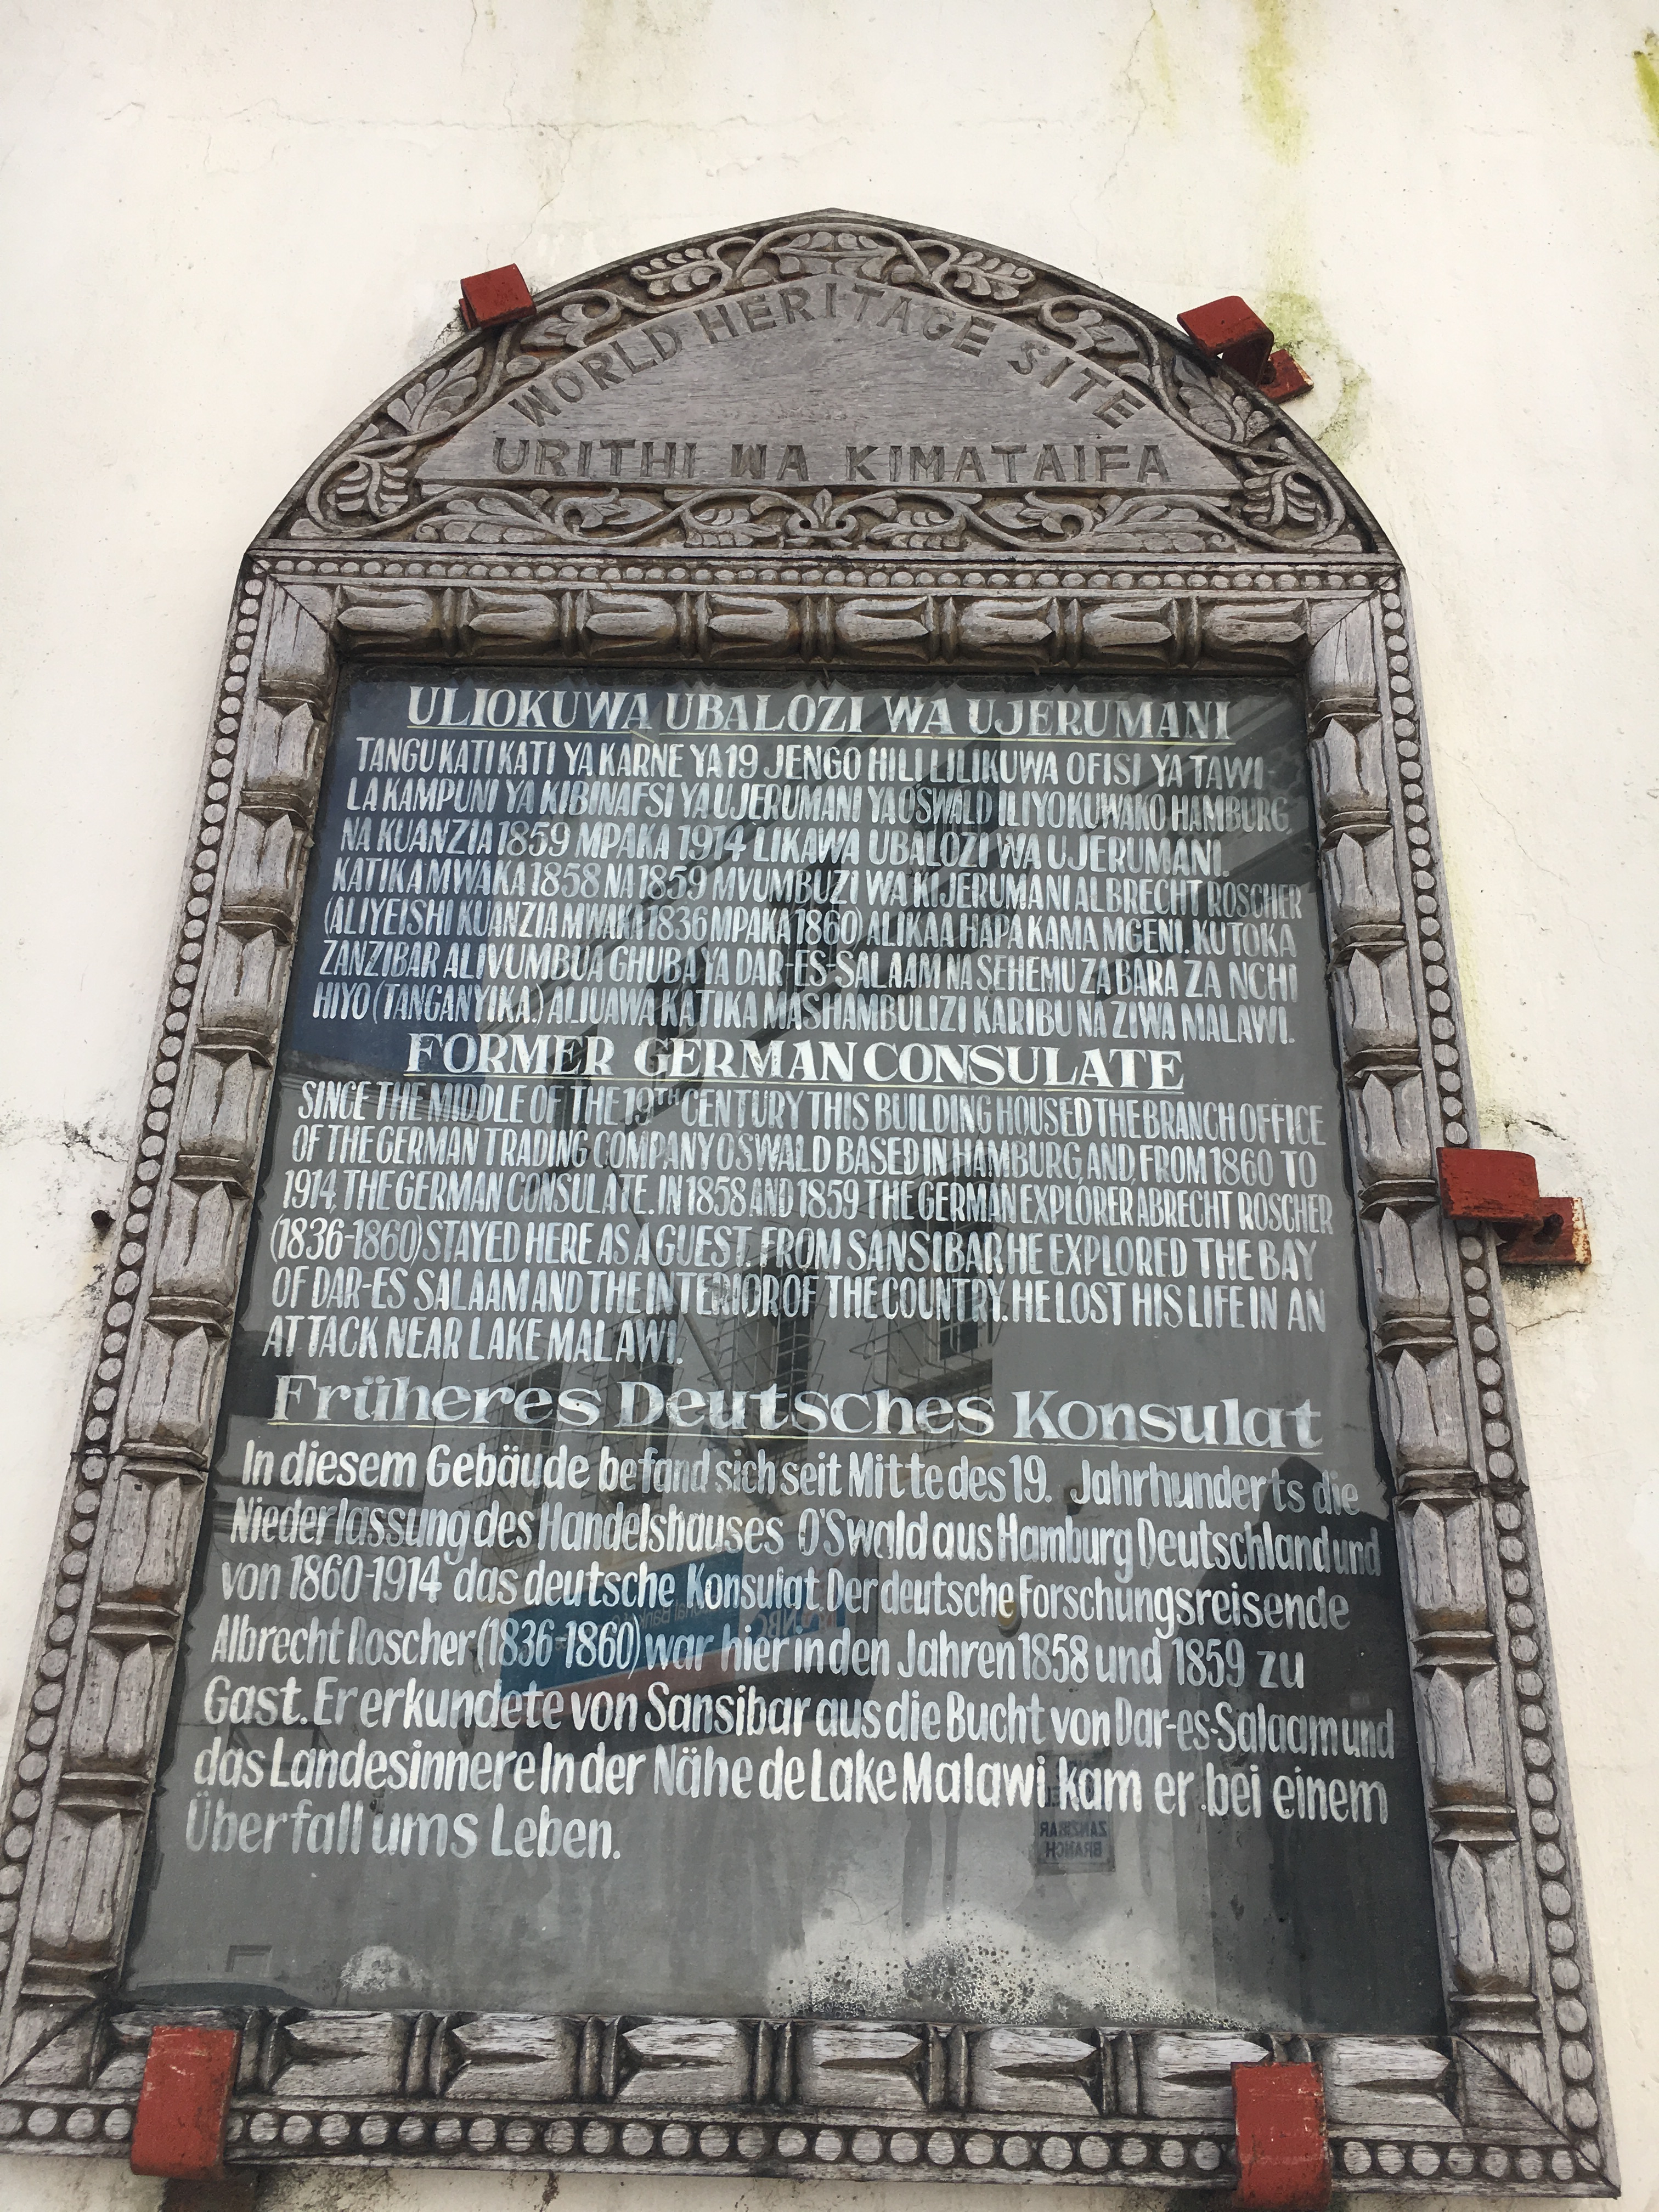 WORLD HERITAGE SITE
URITHI WA KIMATAIFA
ULIOKUWA UBALOZI WA UJERUMANI
TANGU KATI KATI YA KARNE YA 19 JENGO HILI LILIKUWA OFISI YA TAWI-
LA KAMPUNI YA KIBINAFSI YA UJERUMANI YA OSWALD ILIYOKUWAKO HAMBURG,
NA KUANZIA 1859 MPAKA 1914 LIKAWA UBALOZI WA UJERUMANI.
KATIKA MWAKA 1858 NA 1859 MVUMBUZI WA KIJERUMANI ALBRECHT ROSCHER
(ALIYEISHI KUANZIA MWAKA 1836 MPAKA 1860) ALIKAA HAPA KAMA MGENI. KUTOKA
ZANZIBAR ALIVUMBUA GHUBA YA DAR-ES-SALAAM NA SEHEMU ZA BARA ZA NCHI
HIYO (TANGANYIKA.) ALIUAWA KATIKA MASHAMBULIZI KARIBU NA ZIWA MALAWI.
FORMER GERMAN CONSULATE
SINCE THE MIDDLE OF THE 19TH CENTURY THIS BUILDING HOUSED THE BRANCH OFFICE
OF THE GERMAN TRADING COMPANY OSWALD BASED IN HAMBURG, AND, FROM 1860 TO
1914, THE GERMAN CONSULATE. IN 1858 AND 1859 THE GERMAN EXPLORER ABRECHT ROSCHER
(1836-1860) STAYED HERE AS A GUEST. FROM SANSIBAR HE EXPLORED THE BAY
OF DAR-ES SALAAM AND THE INTERIOR OF THE COUNTRY. HE LOST HIS LIFE IN AN
ATTACK NEAR LAKE MALAWI.
Früheres Deutsches Konsulat
In diesem Gebäude befand sich seit Mitte des 19. Jahrhunderts die
Niederlassung des Handelshauses O'Swald aus Hamburg Deutschland und
von 1860-1914 das deutsche Konsulat. Der deutsche Forschungsreisende
Albrecht Roscher (1836-1860) war hier in den Jahren 1858 und 1859 zu
Gast. Er erkundete von Sansibar aus die Bucht von Dar-es-Salaam und
das Landesinnere In der Nähe de Lake Malawi kam er bei einem
Überfall ums Leben.
NBC
ZANZIBAR
BRANCH